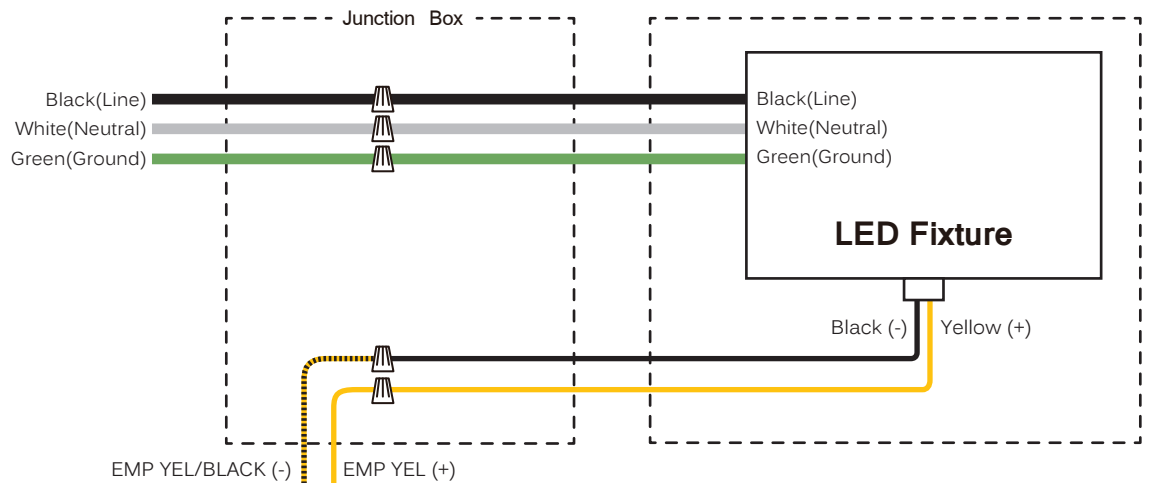 Junction Box
Black(Line)
Black(Line)
White(Neutral)
White(Neutral)
Green(Ground)
Green(Ground)
LED Fixture
Black (-)
Yellow (+)
EMP YEL/BLACK (-)
EMP YEL (+)